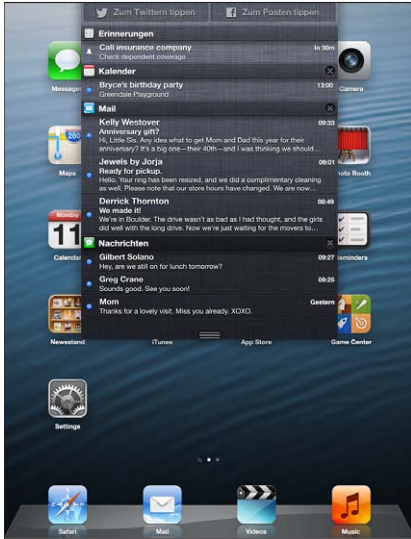 Zum Twittern tippen
Zum Posten tippen
Erinnerungen
Call insurance company
In 30m
Check dependent coverage
Kalender
Bryce's birthday party
13:00
Greendale Playground
Mail
Kelly Westover
09:33
Anniversary gift?
Hi, Little Sis. Any idea what to get Mom and Dad this year for their
anniversary? It's a big one—their 40th—and I was thinking we should...
Jewels by Jorja
09:01
Ready for pickup.
Hello. Your ring has been resized, and we did a complimentary cleaning
as well. Please note that our store hours have changed. We are now...
Derrick Thornton
08:49
We made it!
We're in Boulder. The drive wasn't as bad as I had thought, and the girls
did well with the long drive. Now we're just waiting for the movers to...
Nachrichten
Gilbert Solano
09:27
Hey, are we still on for lunch tomorrow?
Greg Crane
09:26
Sounds good. See you soon!
Mom
Gestern
Thanks for a lovely visit. Miss you already. XOXO.
Messages
Camera
Maps
280
oto Booth
Monday
11
Calendar
eminders
Newsstand
iTunes
App Store
Game Center
Settings
Safari
Mail
Videos
Music